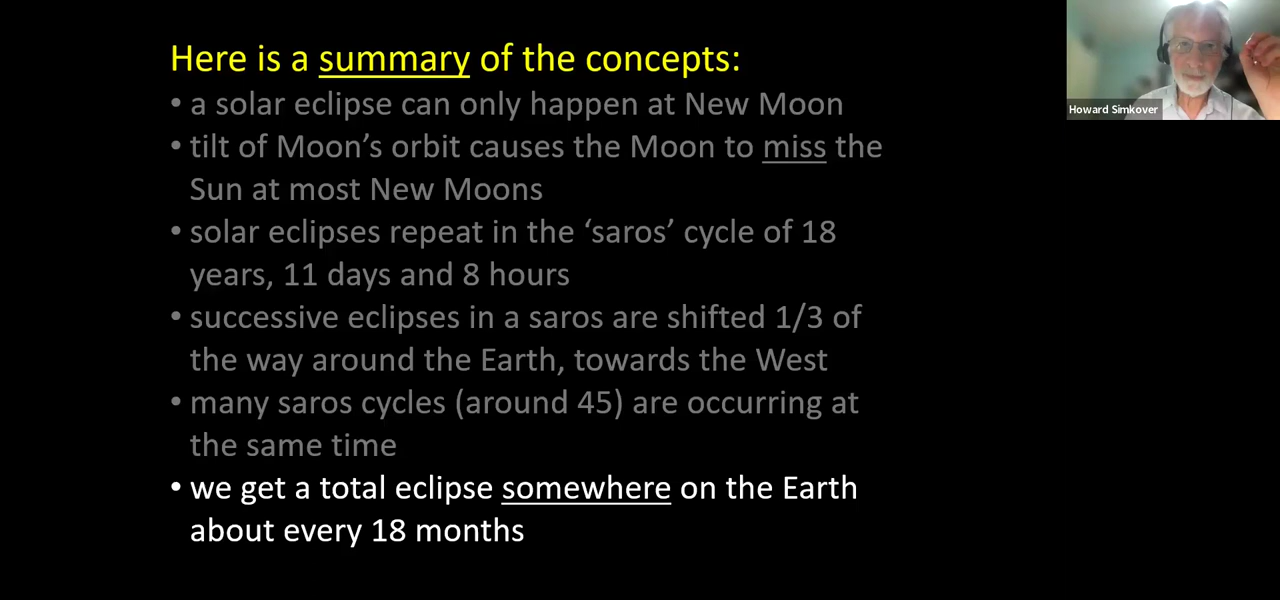 Here is a summary of the concepts:
• a solar eclipse can only happen at New Moon
• tilt of Moon’s orbit causes the Moon to miss the
Sun at most New Moons
• solar eclipses repeat in the ‘saros’ cycle of 18
years, 11 days and 8 hours
• successive eclipses in a saros are shifted 1/3 of
the way around the Earth, towards the West
• many saros cycles (around 45) are occurring at
the same time
• we get a total eclipse somewhere on the Earth
about every 18 months
Howard Simkover